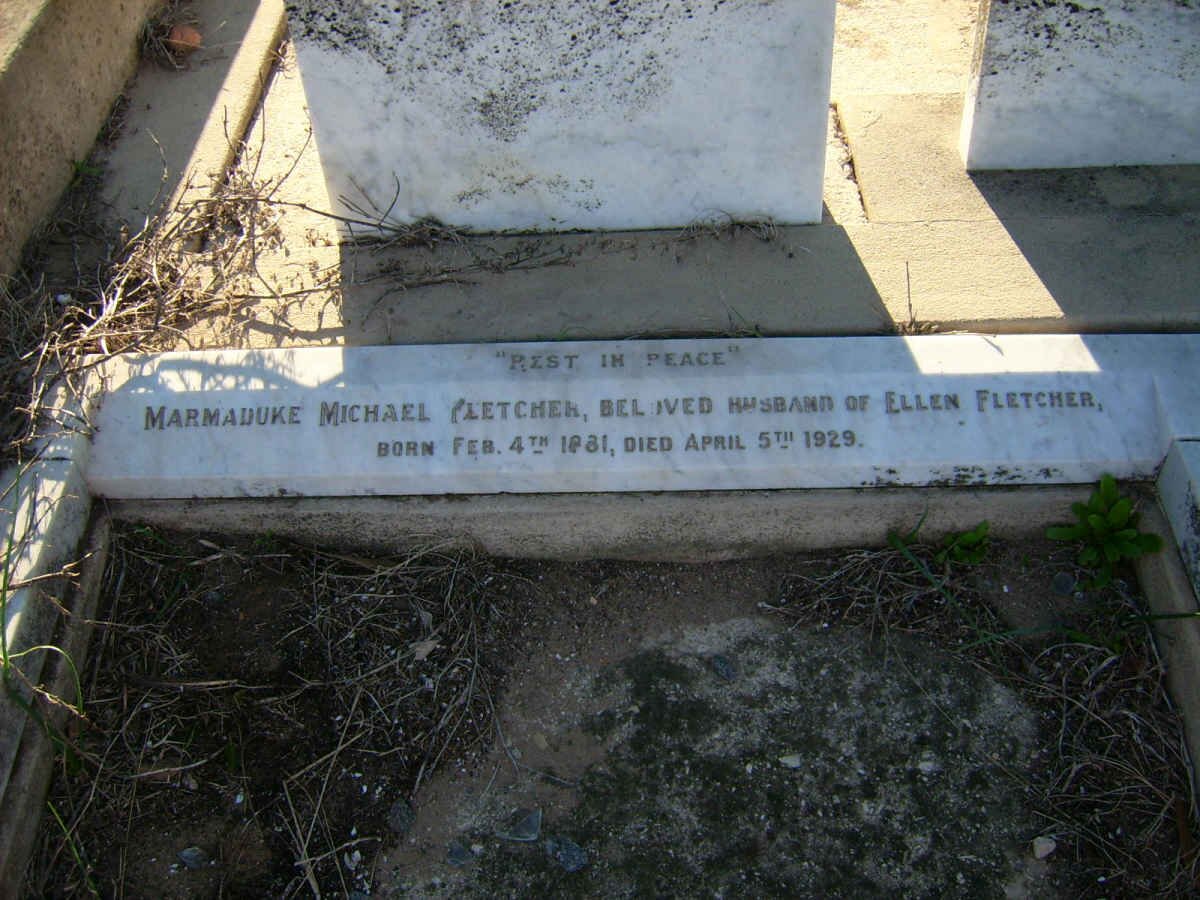 "REST IN PEACE"
MARMADUKE MICHAEL FLETCHER, BELOVED HUSBAND OF ELLEN FLETCHER,
BORN FEB. 4TH 1881, DIED APRIL 5TH 1929.